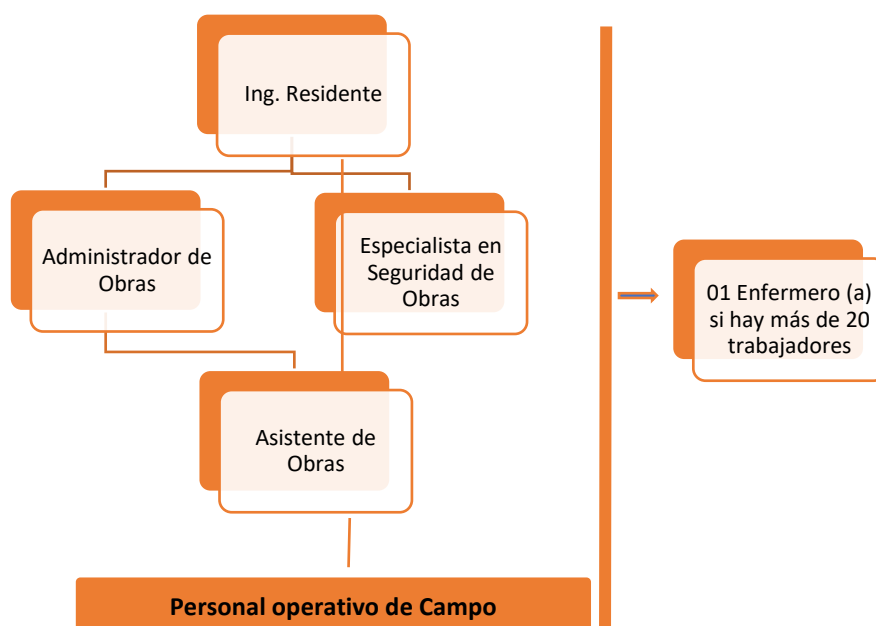 Ing. Residente
Administrador de
Obras
Especialista en
Seguridad de
Obras
01 Enfermero (a)
si hay más de 20
trabajadores
Asistente de
Obras
Personal operativo de Campo